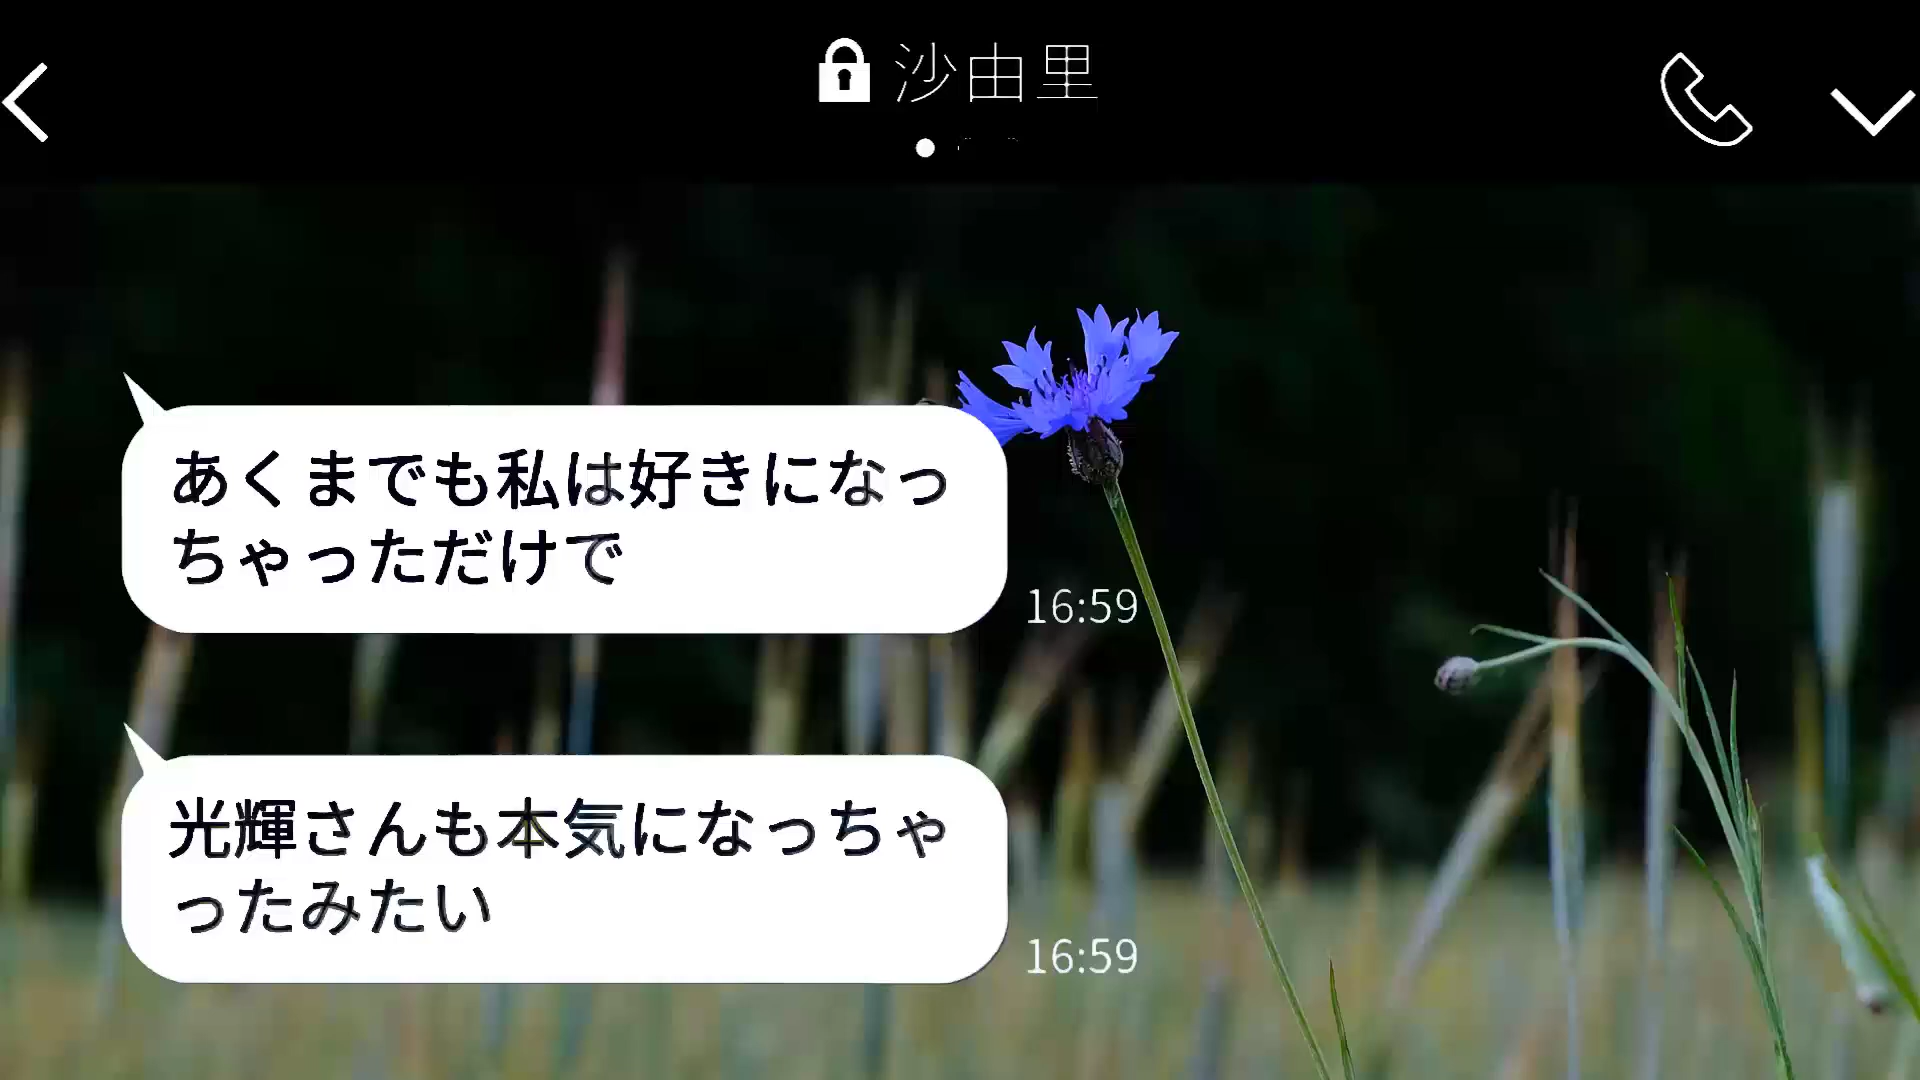 沙由里
あくまでも私は好きになっ
ちゃっただけで
16:59
光輝さんも本気になっちゃ
ったみたい
16:59